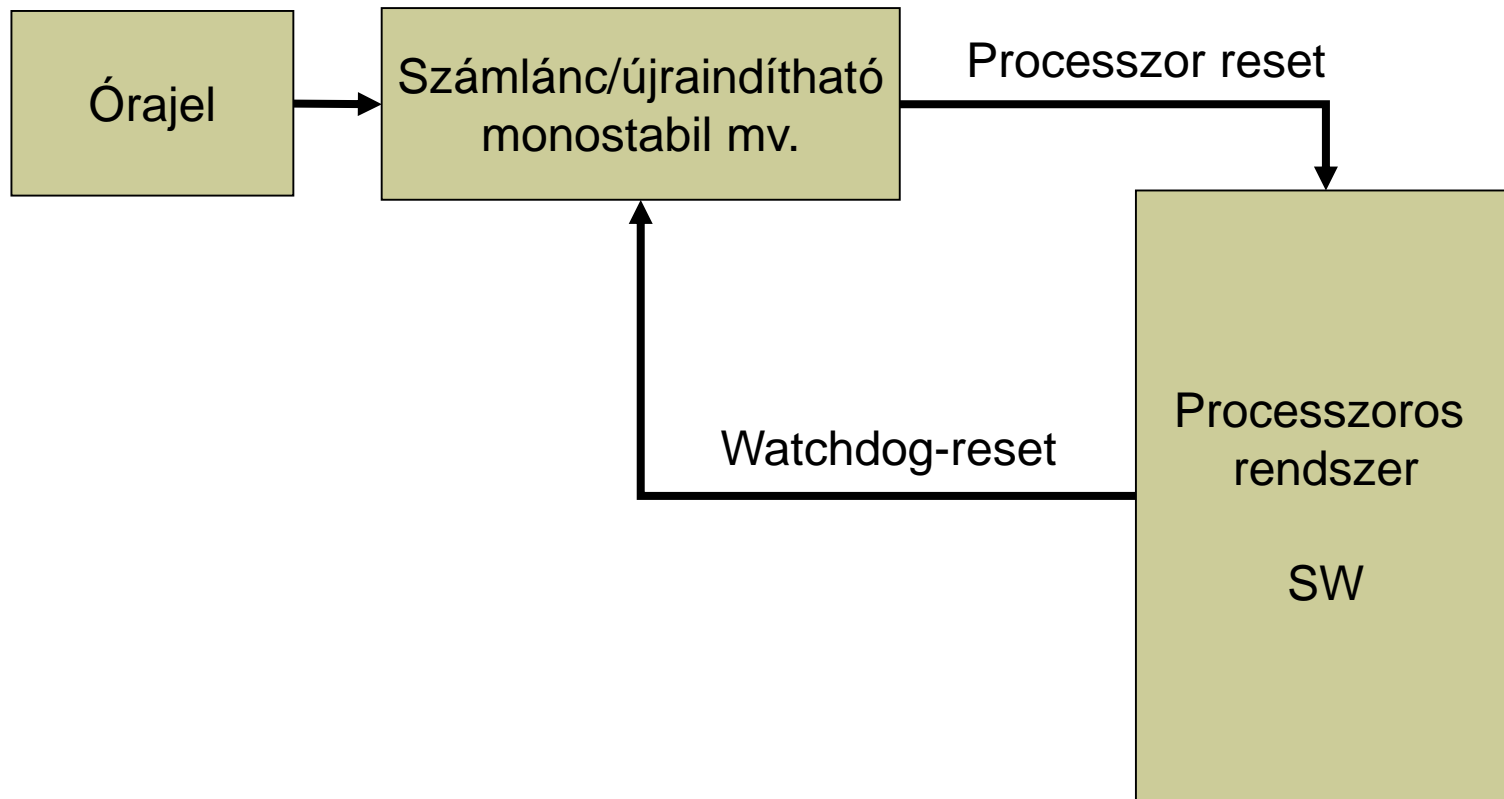 Órajel
Számlánc/újraindítható
monostabil mv.
Processzor reset
Watchdog-reset
Processzoros
rendszer
SW